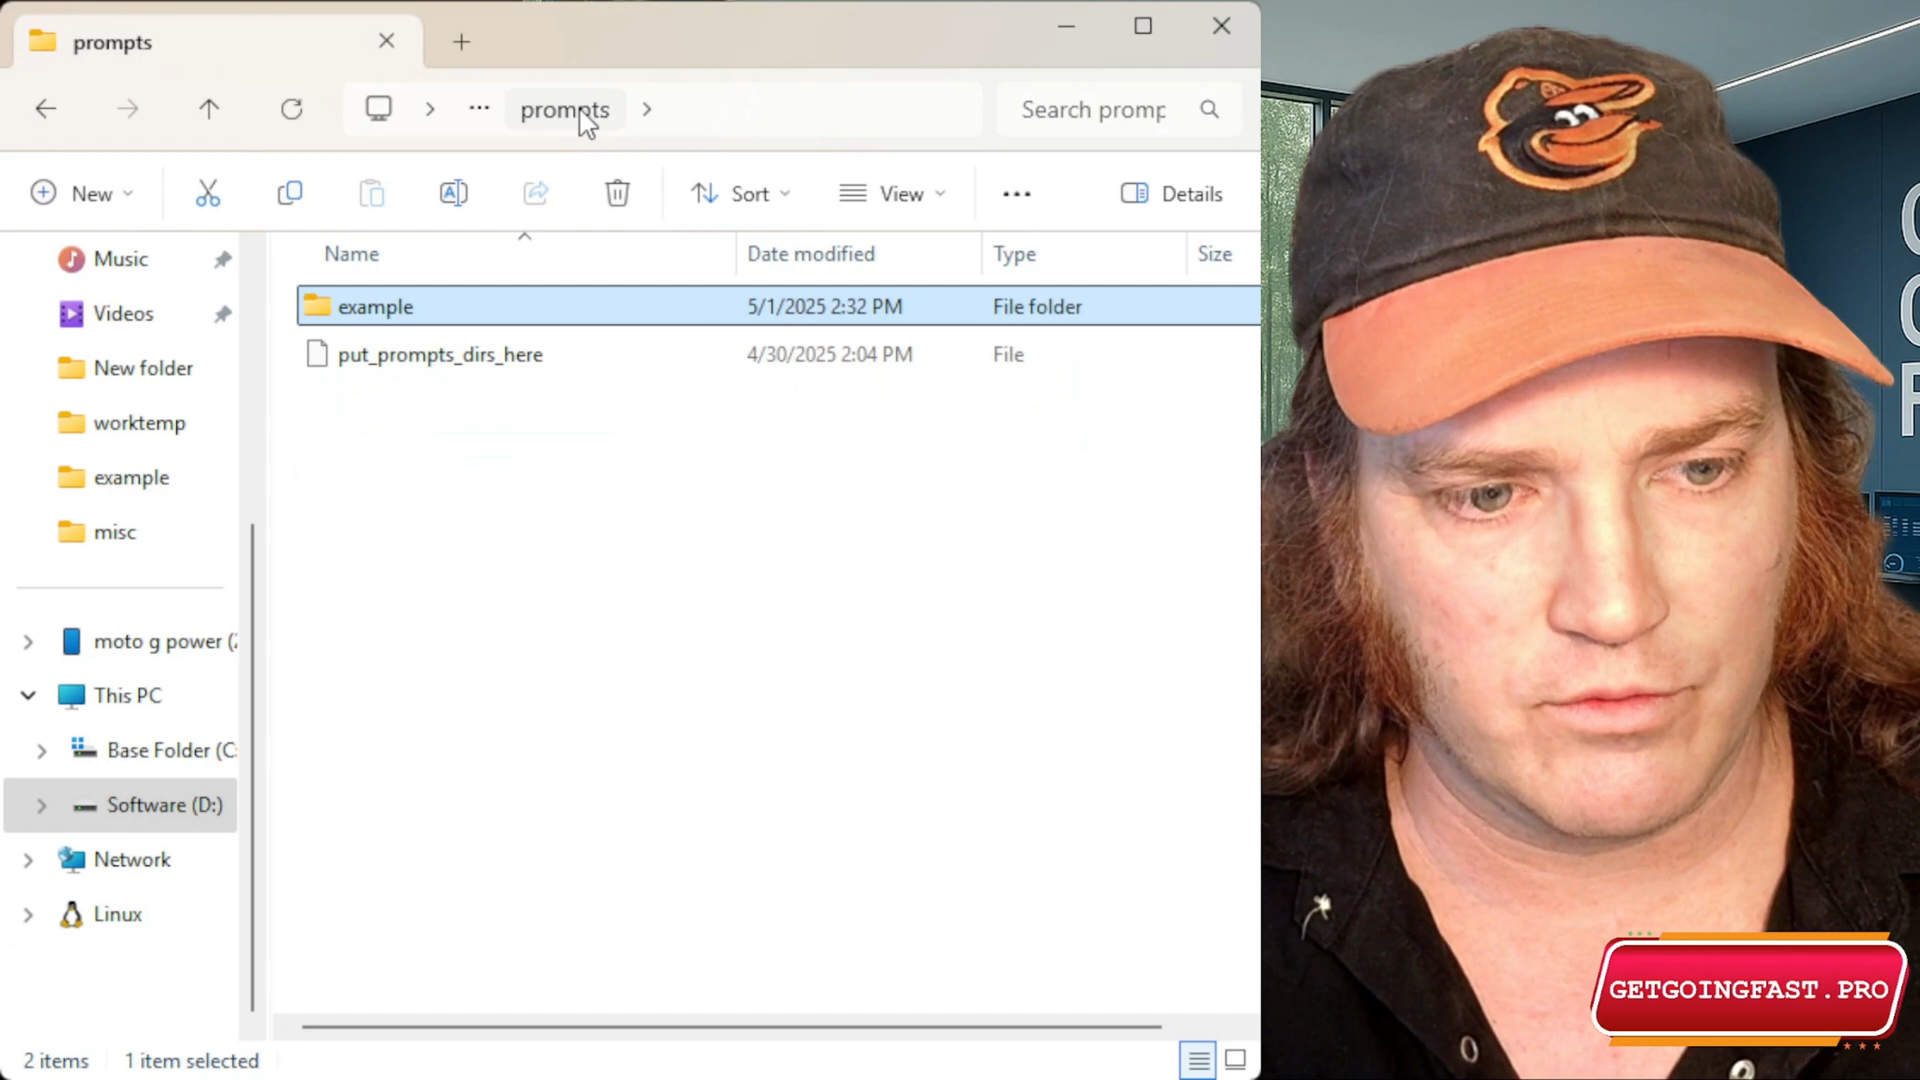 prompts
prompts
Search promp
New
Sort
View
Details
Name
Date modified
Type
Size
Music
Videos
New folder
worktemp
example
misc
moto g power (
This PC
Base Folder (C:
Software (D:)
Network
Linux
example
5/1/2025 2:32 PM
File folder
put_prompts_dirs_here
4/30/2025 2:04 PM
File
2 items
1 item selected
GETGOINGFAST.PRO